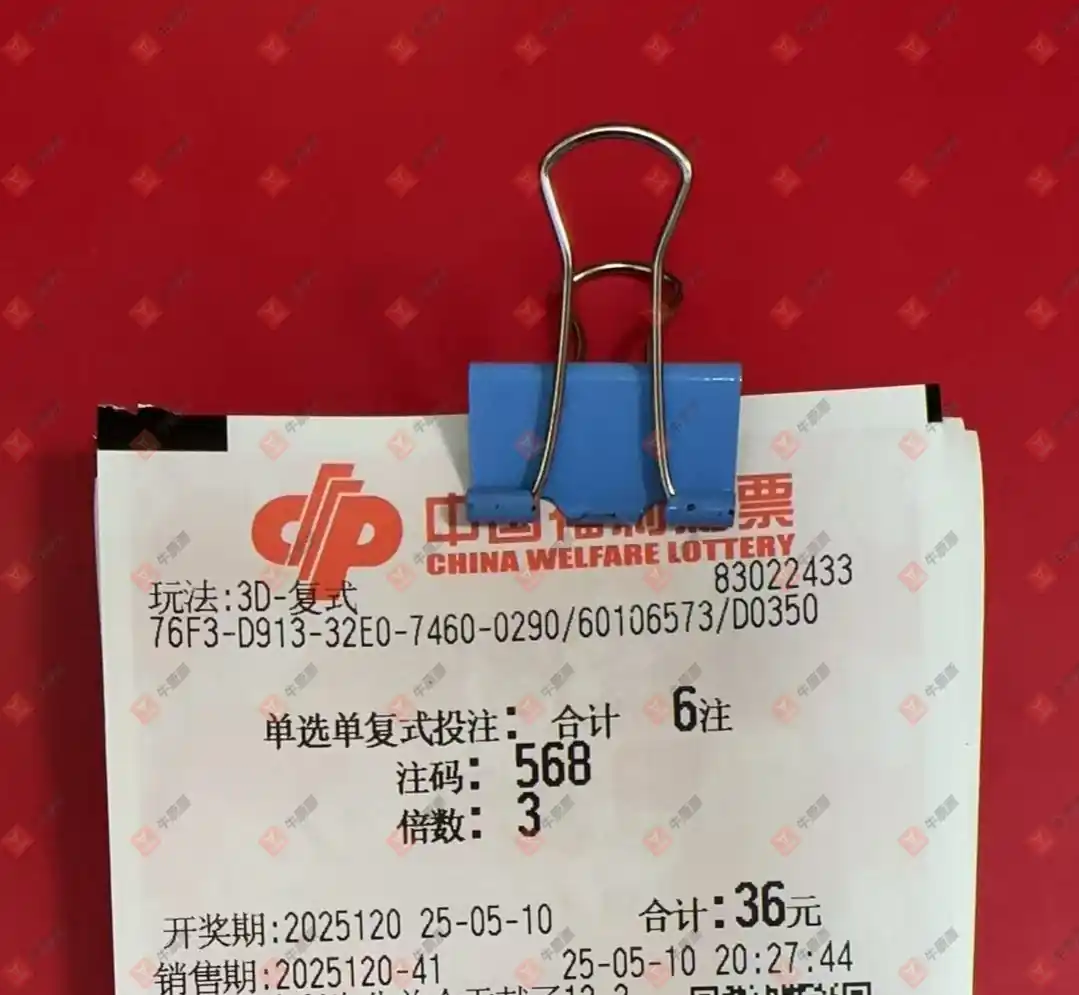 中国福利彩票
CHINA WELFARE LOTTERY
83022433
玩法:3D-复式
76F3-D913-32E0-7460-0290/60106573/D0350
单选单复式投注: 合计 6注
注码: 568
倍数: 3
开奖期:2025120 25-05-10 合计:36元
销售期:2025120-41 25-05-10 20:27:44